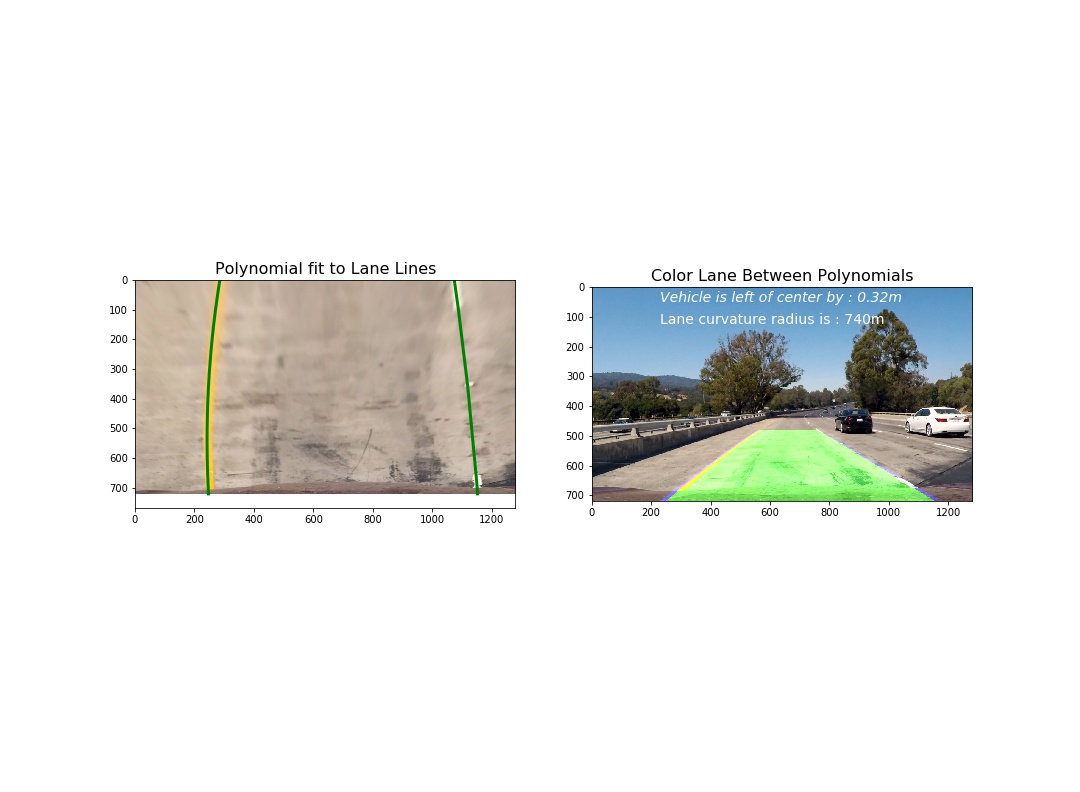 Polynomial fit to Lane Lines
0
100
200
300
400
500
600
700
0 200 400 600 800 1000 1200
Color Lane Between Polynomials
Vehicle is left of center by : 0.32m
Lane curvature radius is : 740m
0
100
200
300
400
500
600
700
0 200 400 600 800 1000 1200